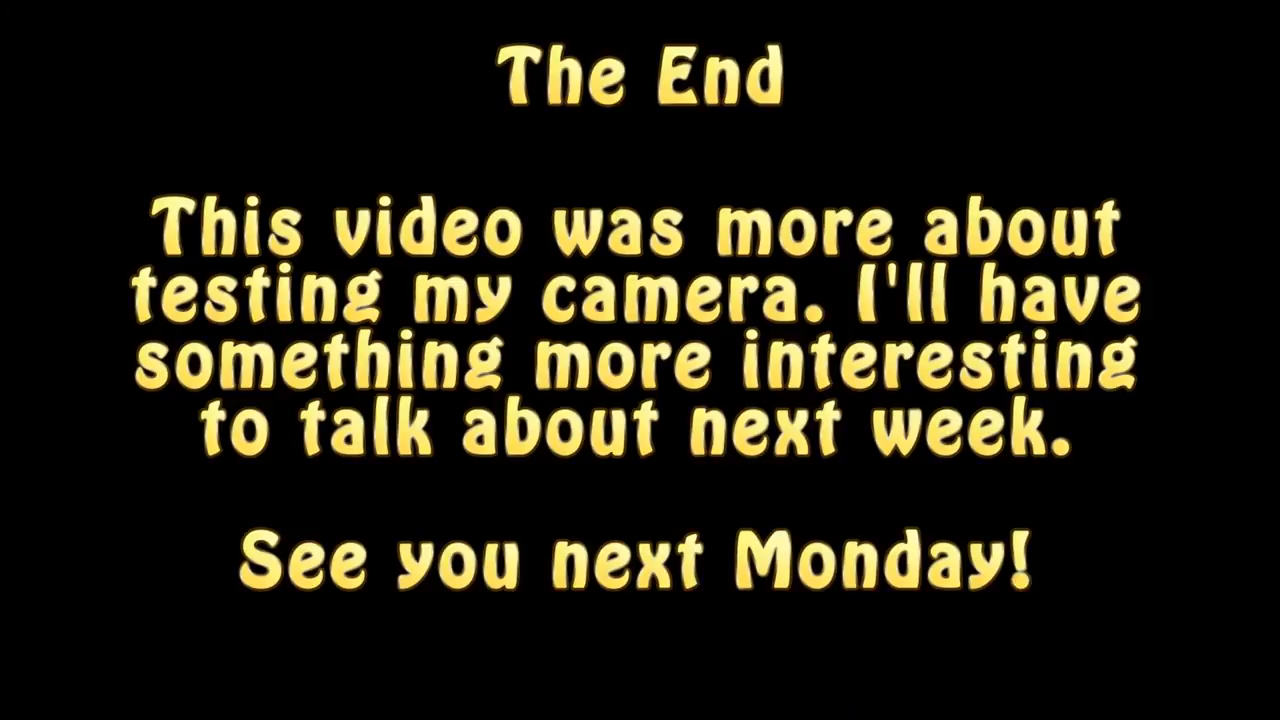 The End
This video was more about
testing my camera. I'll have
something more interesting
to talk about next week.
See you next Monday!